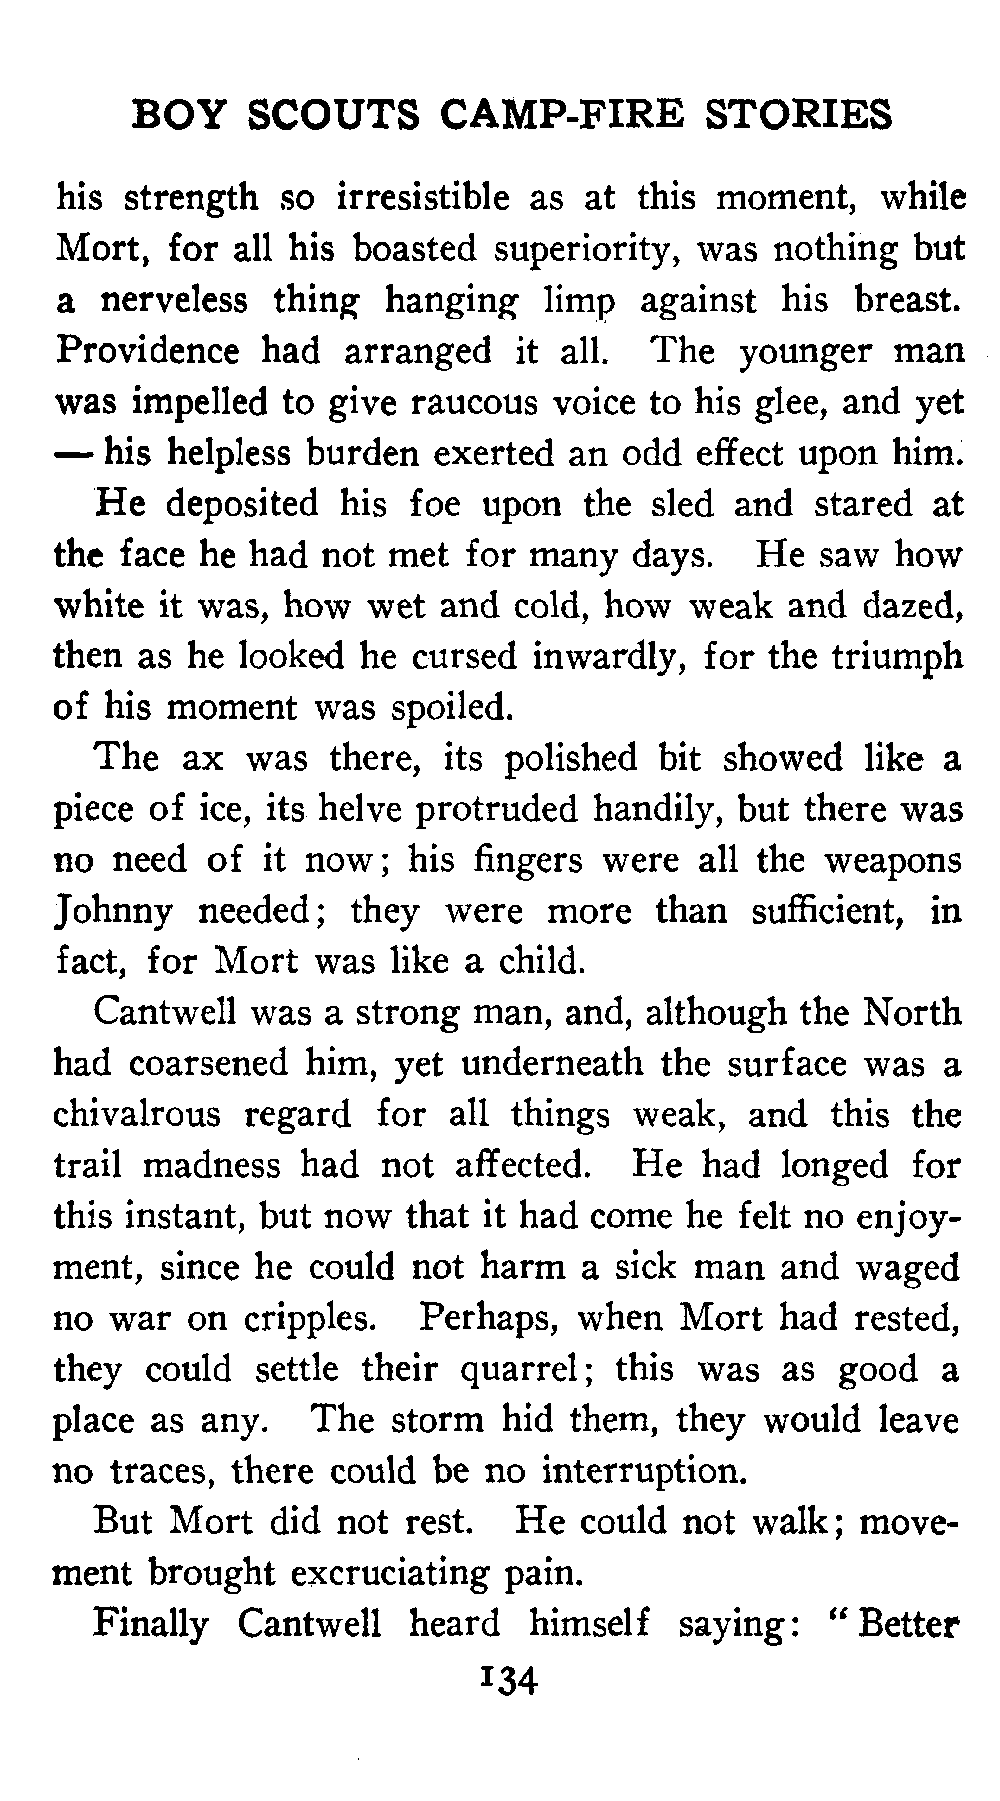 BOY SCOUTS CAMP-FIRE STORIES
his strength so irresistible as at this moment, while
Mort, for all his boasted superiority, was nothing but
a nerveless thing hanging limp against his breast.
Providence had arranged it all. The younger man
was impelled to give raucous voice to his glee, and yet
— his helpless burden exerted an odd effect upon him.
He deposited his foe upon the sled and stared at
the face he had not met for many days. He saw how
white it was, how wet and cold, how weak and dazed,
then as he looked he cursed inwardly, for the triumph
of his moment was spoiled.
The ax was there, its polished bit showed like a
piece of ice, its helve protruded handily, but there was
no need of it now; his fingers were all the weapons
Johnny needed; they were more than sufficient, in
fact, for Mort was like a child.
Cantwell was a strong man, and, although the North
had coarsened him, yet underneath the surface was a
chivalrous regard for all things weak, and this the
trail madness had not affected. He had longed for
this instant, but now that it had come he felt no enjoy-
ment, since he could not harm a sick man and waged
no war on cripples. Perhaps, when Mort had rested,
they could settle their quarrel; this was as good a
place as any. The storm hid them, they would leave
no traces, there could be no interruption.
But Mort did not rest. He could not walk; move-
ment brought excruciating pain.
Finally Cantwell heard himself saying: “ Better
134